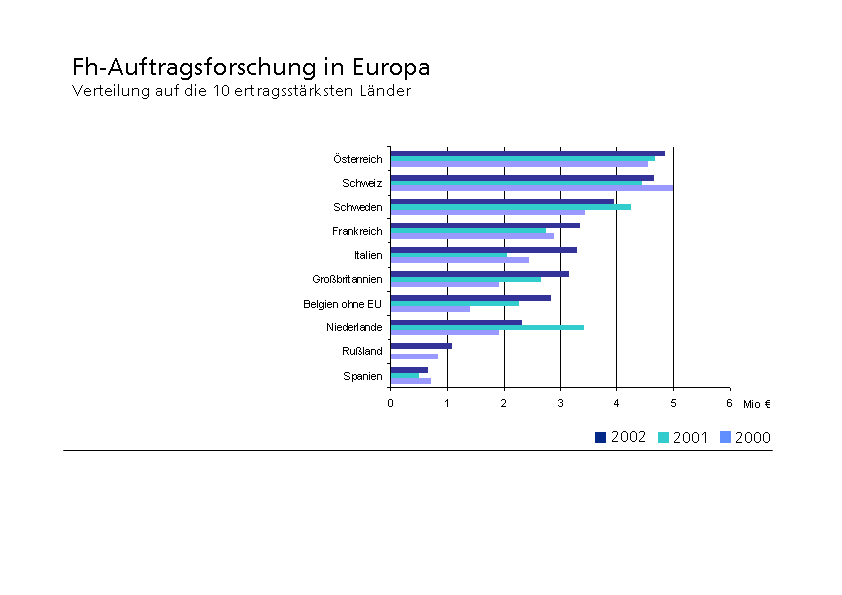 Fh-Auftragsforschung in Europa
Verteilung auf die 10 ertragsstärksten Länder
Österreich
Schweiz
Schweden
Frankreich
Italien
Großbritannien
Belgien ohne EU
Niederlande
Rußland
Spanien
0 1 2 3 4 5 6 Mio €
2002 2001 2000